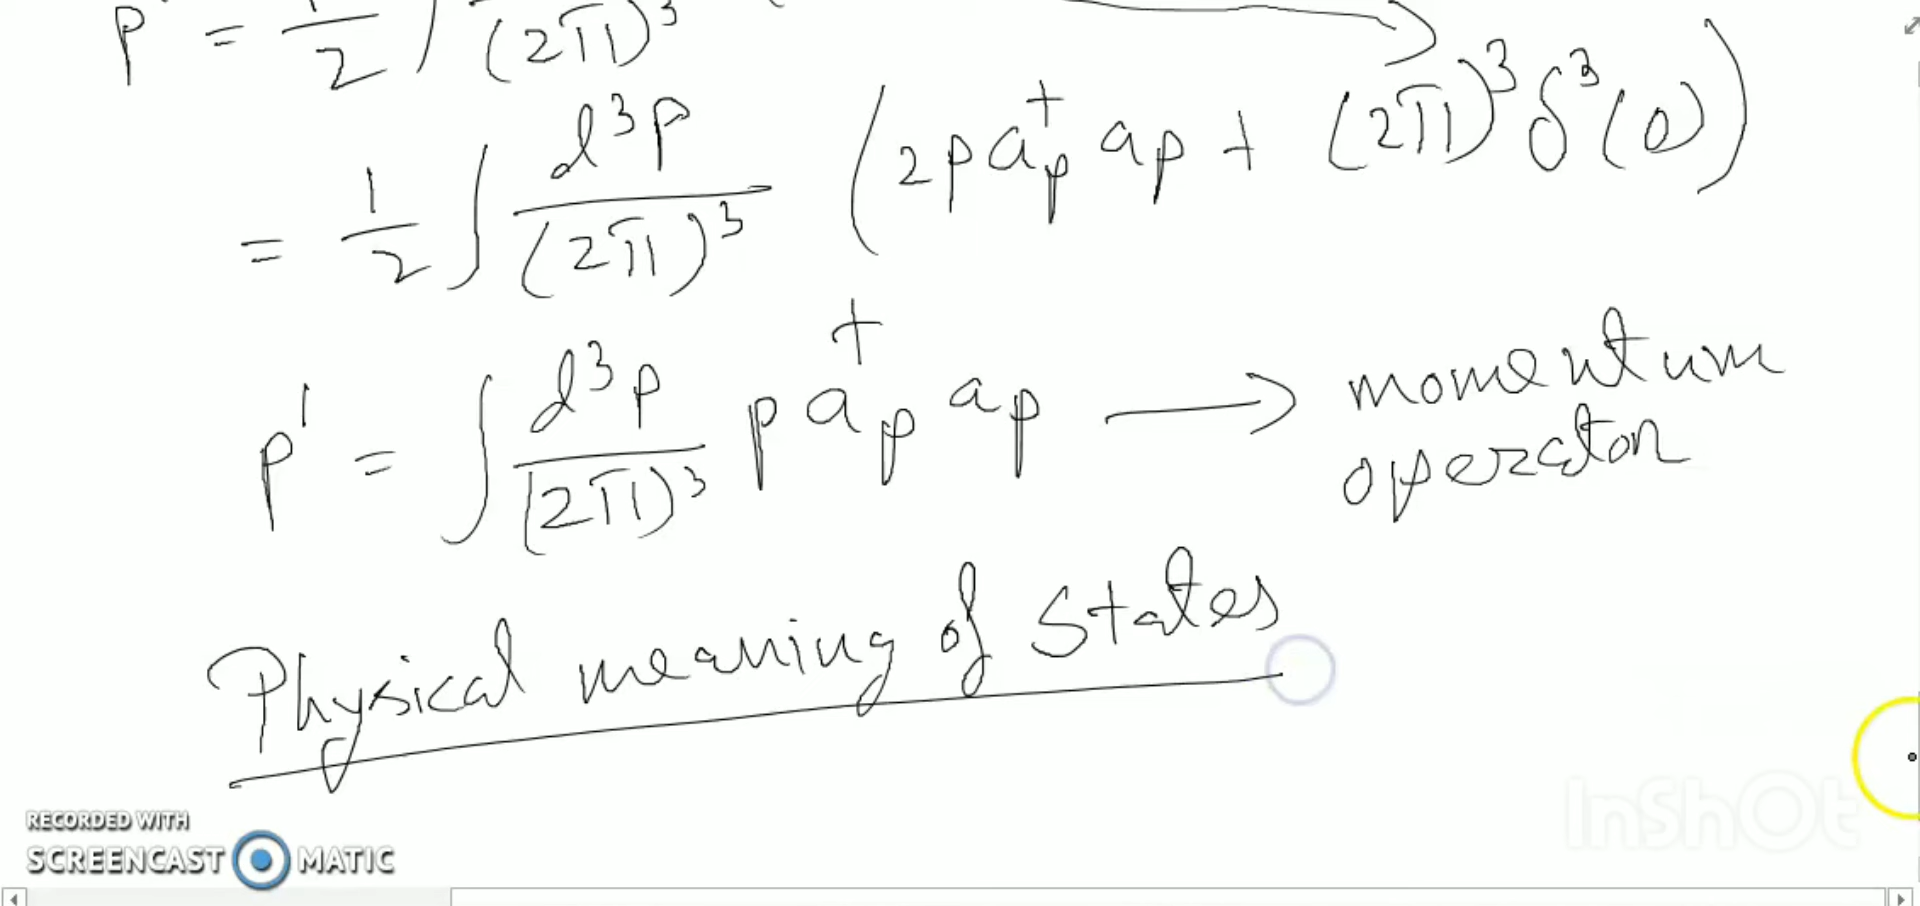 p' = 1/2 ∫ / (2π)³
= 1/2 ∫ d³p/(2π)³ (2p a†ₚ aₚ + (2π)³ δ³(0))
p' = ∫ d³p/(2π)³ p a†ₚ aₚ → momentum
operator
Physical meaning of states
RECORDED WITH
SCREENCAST MATIC
InShOt